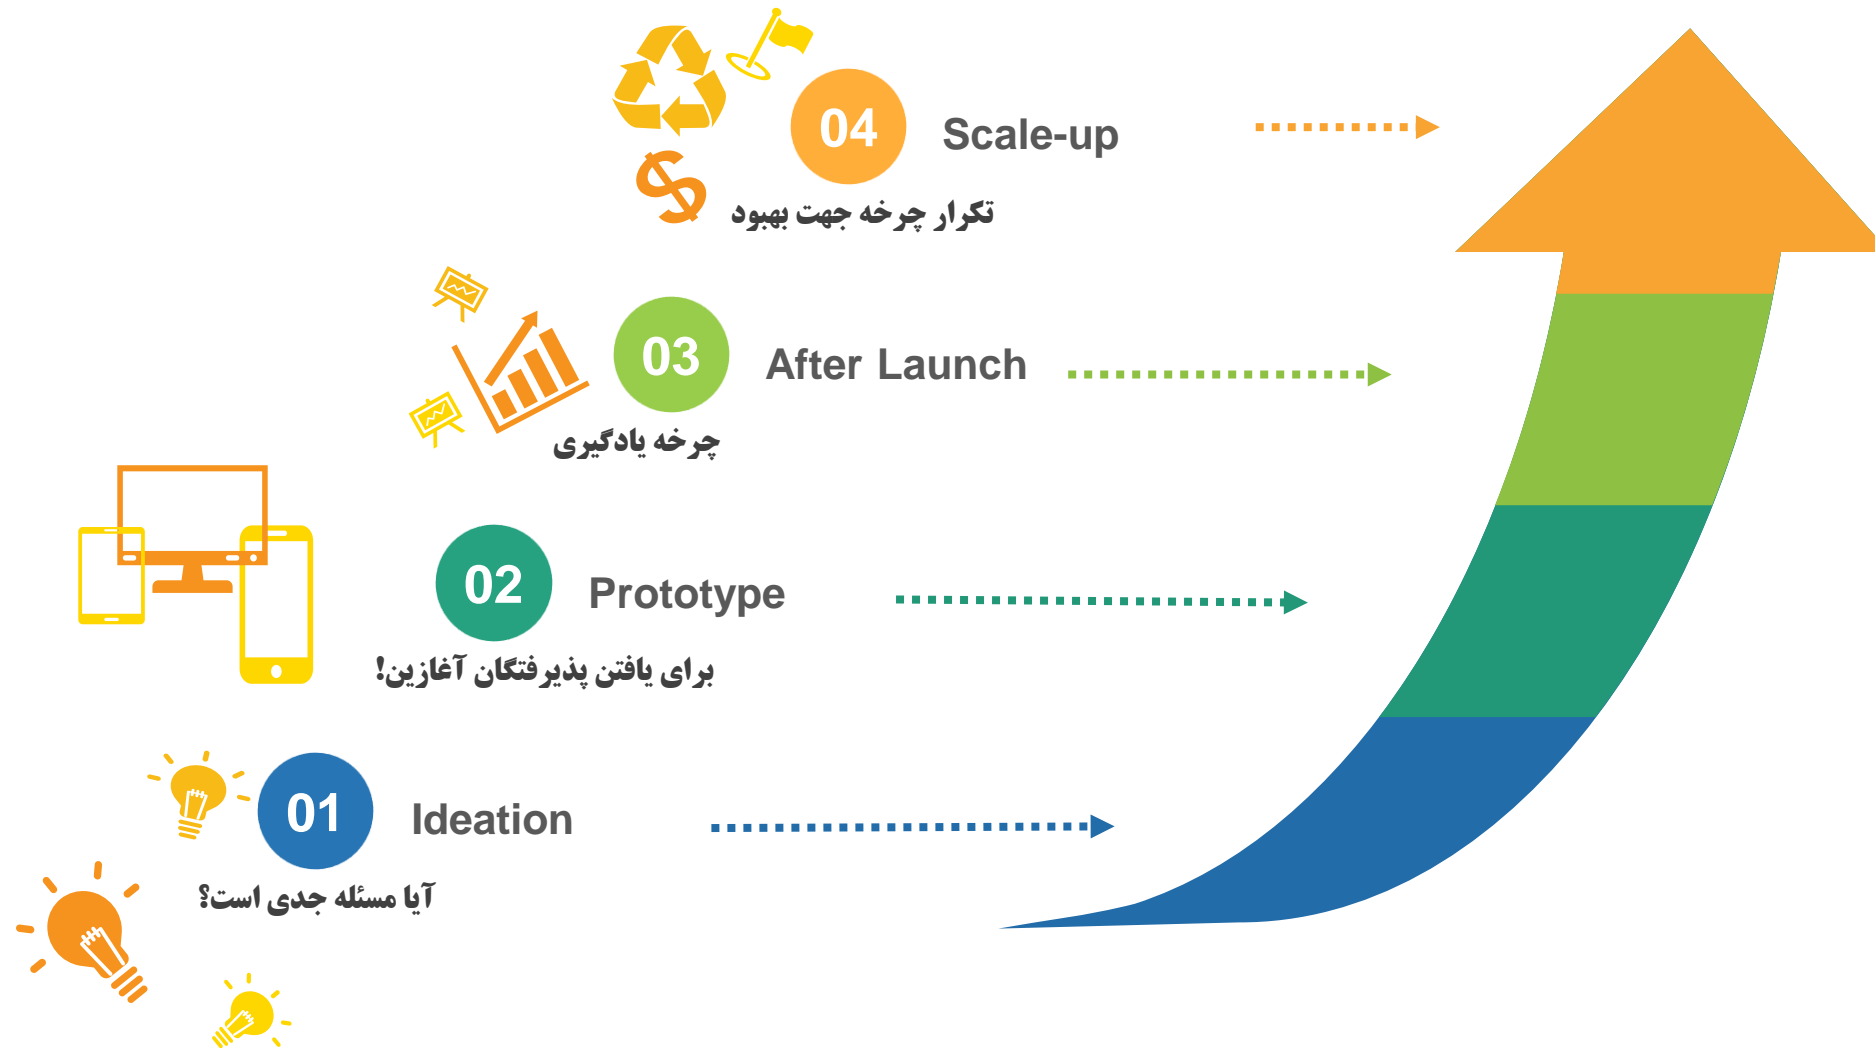 04
Scale-up
تکرار چرخه جهت بهبود
03
After Launch
چرخه یادگیری
02
Prototype
برای یافتن پذیرفتگان آغازین!
01
Ideation
آیا مسئله جدی است؟